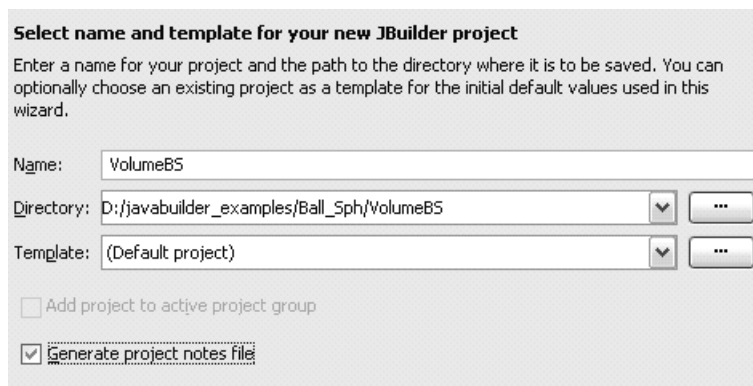 Select name and template for your new JBuilder project
Enter a name for your project and the path to the directory where it is to be saved. You can
optionally choose an existing project as a template for the initial default values used in this
wizard.
Name: VolumeBS
Directory: D:/javabuilder_examples/Ball_Sph/VolumeBS ...
Template: (Default project) ...
Add project to active project group
Generate project notes file